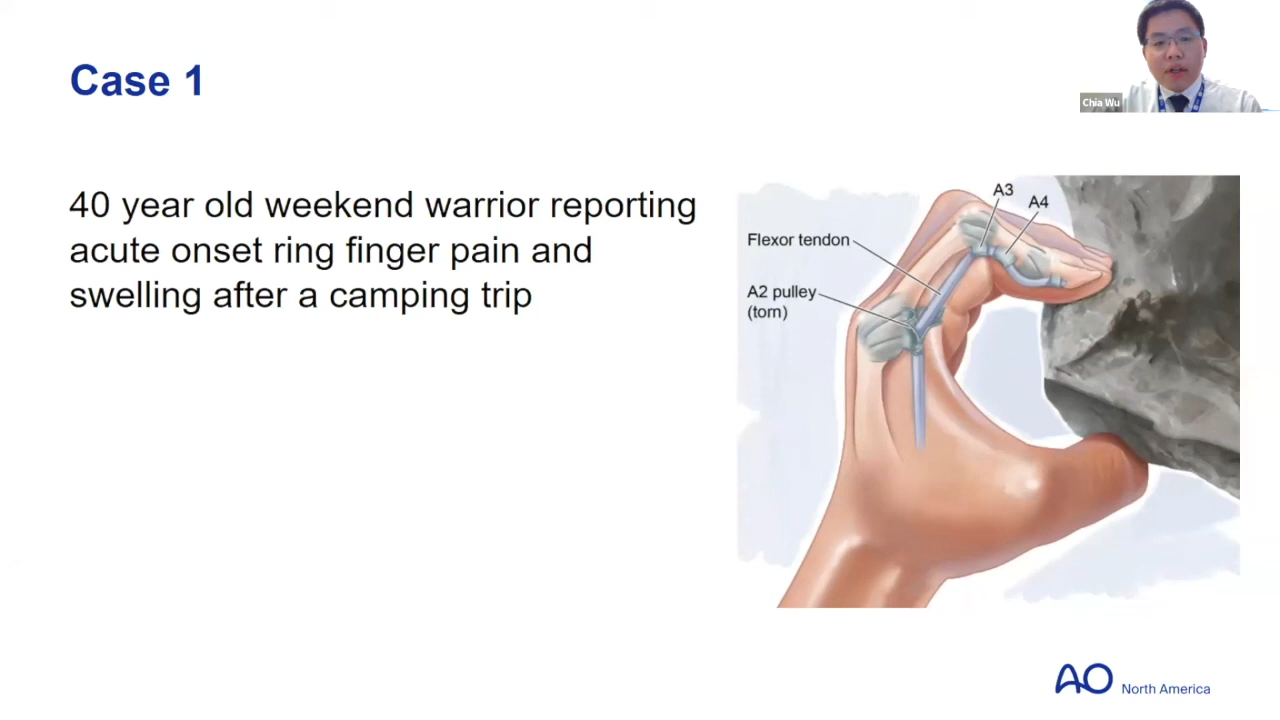 Case 1
Chia Wu
40 year old weekend warrior reporting
acute onset ring finger pain and
swelling after a camping trip
A3
A4
Flexor tendon
A2 pulley
(torn)
AO North America